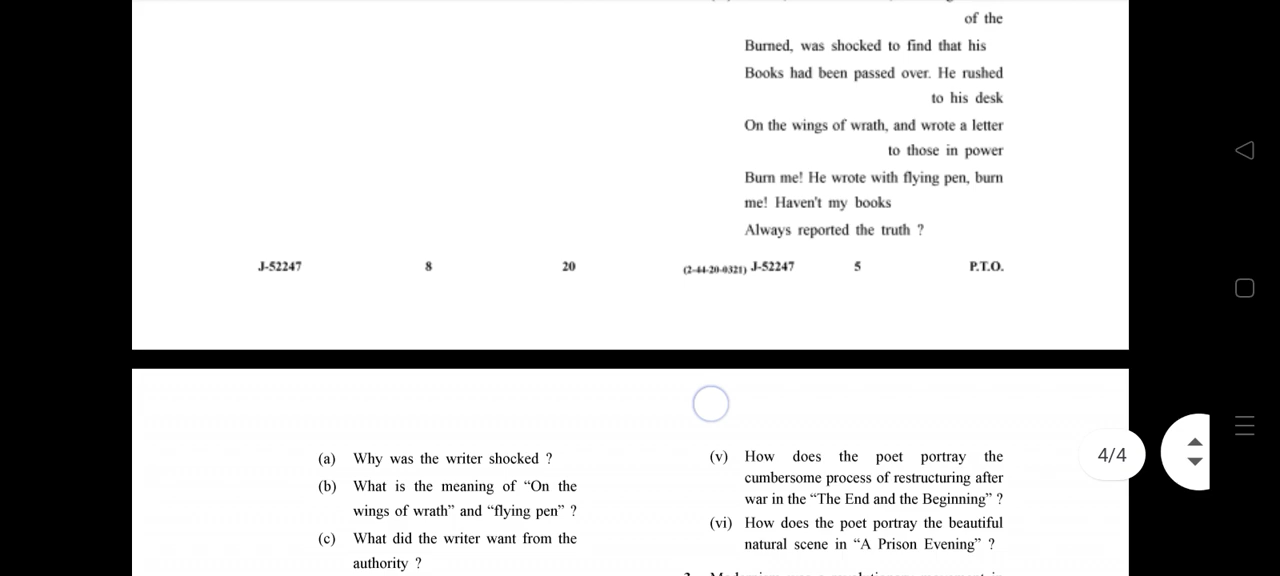 of the
Burned, was shocked to find that his
Books had been passed over. He rushed
to his desk
On the wings of wrath, and wrote a letter
to those in power
Burn me! He wrote with flying pen, burn
me! Haven't my books
Always reported the truth ?
J-52247 8 20
(2-44-20-0321) J-52247 5 P.T.O.
(a) Why was the writer shocked ?
(b) What is the meaning of “On the
wings of wrath” and “flying pen” ?
(c) What did the writer want from the
authority ?
(v) How does the poet portray the
cumbersome process of restructuring after
war in the “The End and the Beginning” ?
(vi) How does the poet portray the beautiful
natural scene in “A Prison Evening” ?
4/4